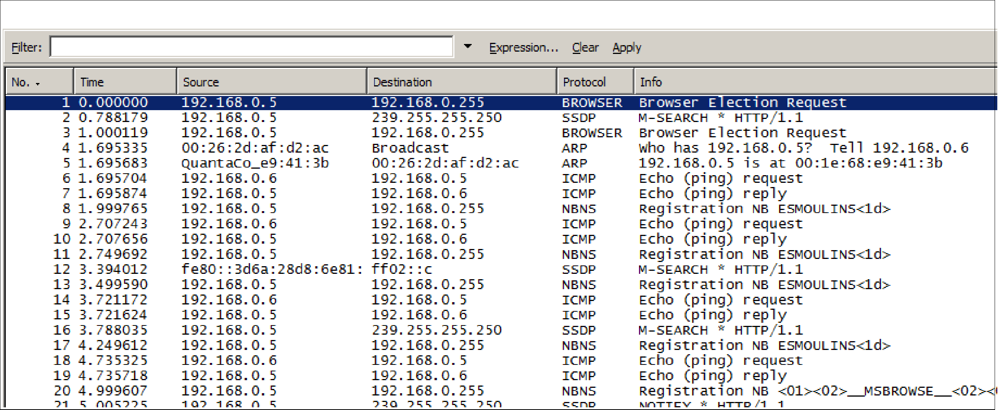 Filter: Expression... Clear Apply
No. Time Source Destination Protocol Info
1 0.000000 192.168.0.5 192.168.0.255 BROWSER Browser Election Request
2 0.788179 192.168.0.5 239.255.255.250 SSDP M-SEARCH * HTTP/1.1
3 1.000119 192.168.0.5 192.168.0.255 BROWSER Browser Election Request
4 1.695335 00:26:2d:af:d2:ac Broadcast ARP Who has 192.168.0.5? Tell 192.168.0.6
5 1.695683 QuantaCo_e9:41:3b 00:26:2d:af:d2:ac ARP 192.168.0.5 is at 00:1e:68:e9:41:3b
6 1.695704 192.168.0.6 192.168.0.5 ICMP Echo (ping) request
7 1.695874 192.168.0.5 192.168.0.6 ICMP Echo (ping) reply
8 1.999765 192.168.0.5 192.168.0.255 NBNS Registration NB ESMOULINS<1d>
9 2.707243 192.168.0.6 192.168.0.5 ICMP Echo (ping) request
10 2.707656 192.168.0.5 192.168.0.6 ICMP Echo (ping) reply
11 2.749692 192.168.0.5 192.168.0.255 NBNS Registration NB ESMOULINS<1d>
12 3.394012 fe80::3d6a:28d8:6e81: ff02::c SSDP M-SEARCH * HTTP/1.1
13 3.499590 192.168.0.5 192.168.0.255 NBNS Registration NB ESMOULINS<1d>
14 3.721172 192.168.0.6 192.168.0.5 ICMP Echo (ping) request
15 3.721624 192.168.0.5 192.168.0.6 ICMP Echo (ping) reply
16 3.788035 192.168.0.5 239.255.255.250 SSDP M-SEARCH * HTTP/1.1
17 4.249612 192.168.0.5 192.168.0.255 NBNS Registration NB ESMOULINS<1d>
18 4.735325 192.168.0.6 192.168.0.5 ICMP Echo (ping) request
19 4.735718 192.168.0.5 192.168.0.6 ICMP Echo (ping) reply
20 4.999607 192.168.0.5 192.168.0.255 NBNS Registration NB <01><02>__MSBROWSE__<02><
21 5.005225 192.168.0.5 239.255.255.250 SSDP NOTIFY * HTTP/1.1